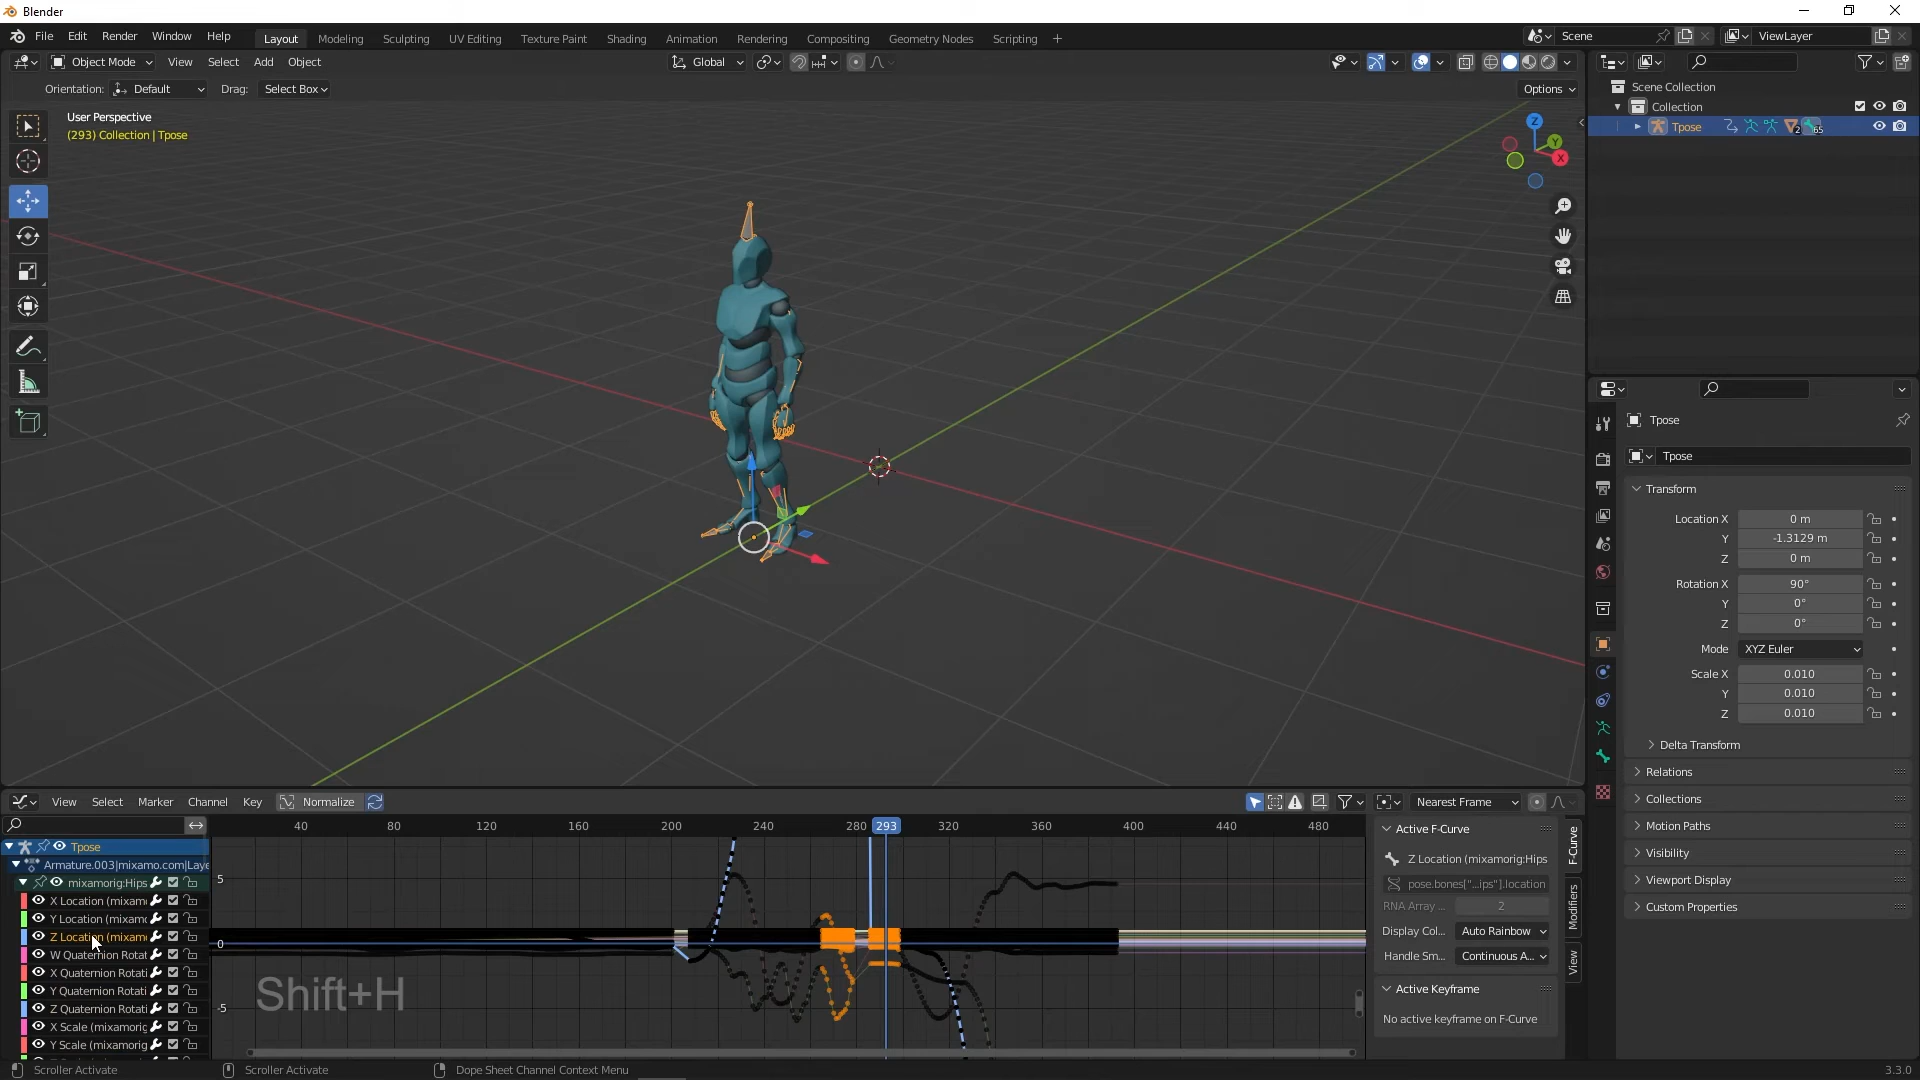 Blender
File Edit Render Window Help
Layout Modeling Sculpting UV Editing Texture Paint Shading Animation Rendering Compositing Geometry Nodes Scripting +
Scene
ViewLayer
Object Mode View Select Add Object
Global
Orientation: Default Drag: Select Box
Options
User Perspective
(293) Collection | Tpose
Z
Y
X
Scene Collection
Collection
Tpose
2
65
Tpose
Tpose
Transform
Location X 0 m
Y -1.3129 m
Z 0 m
Rotation X 90°
Y 0°
Z 0°
Mode XYZ Euler
Scale X 0.010
Y 0.010
Z 0.010
Delta Transform
Relations
Collections
Motion Paths
Visibility
Viewport Display
Custom Properties
View Select Marker Channel Key Normalize
Nearest Frame
40 80 120 160 200 240 280 293 320 360 400 440 480
5
0
-5
Tpose
Armature.003|mixamo.com|Laye
mixamorig:Hips
X Location (mixam
Y Location (mixam
Z Location (mixam
W Quaternion Rotat
X Quaternion Rotati
Y Quaternion Rotati
Z Quaternion Rotati
X Scale (mixamorig
Y Scale (mixamorig
Shift+H
Active F-Curve
Z Location (mixamorig:Hips
pose.bones["...ips"].location
RNA Array ... 2
Display Col... Auto Rainbow
Handle Sm... Continuous A...
Active Keyframe
No active keyframe on F-Curve
F-Curve
Modifiers
View
Scroller Activate
Scroller Activate
Dope Sheet Channel Context Menu
3.3.0